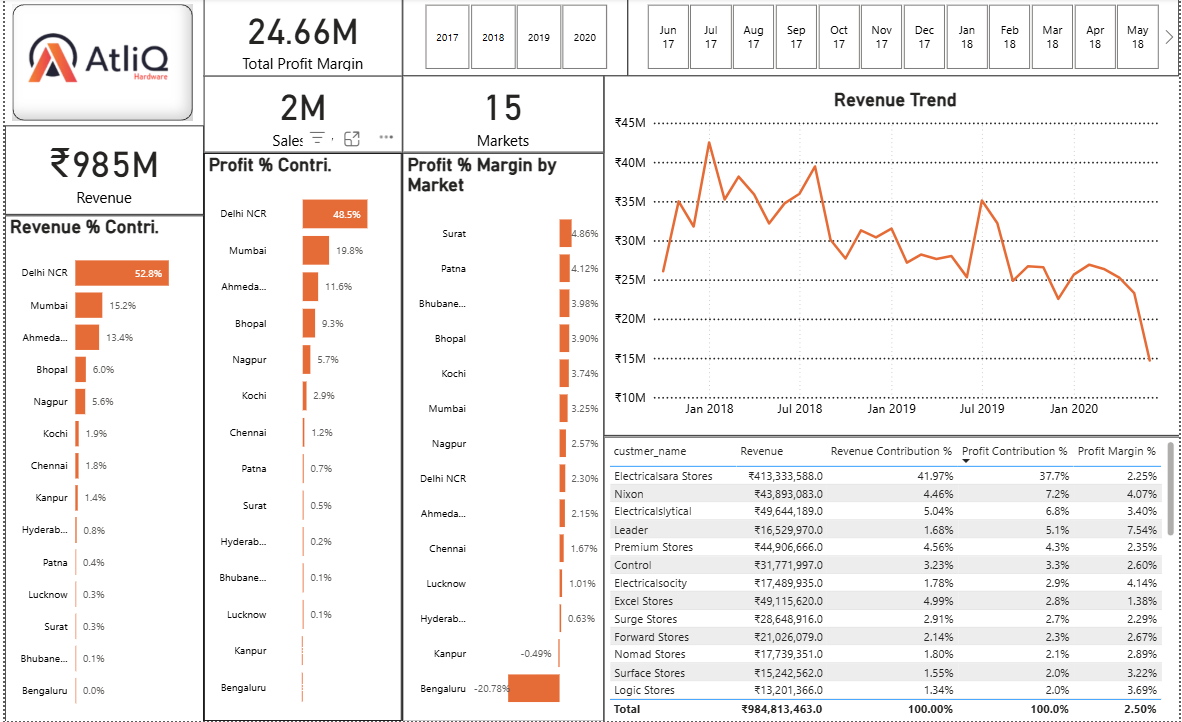 AtliQ
Hardware
24.66M
Total Profit Margin
2017 2018 2019 2020
Jun 17 Jul 17 Aug 17 Sep 17 Oct 17 Nov 17 Dec 17 Jan 18 Feb 18 Mar 18 Apr 18 May 18
₹985M
Revenue
2M
Sales
15
Markets
Revenue % Contri.
Delhi NCR 52.8%
Mumbai 15.2%
Ahmeda... 13.4%
Bhopal 6.0%
Nagpur 5.6%
Kochi 1.9%
Chennai 1.8%
Kanpur 1.4%
Hyderab... 0.8%
Patna 0.4%
Lucknow 0.3%
Surat 0.3%
Bhubane... 0.1%
Bengaluru 0.0%
Profit % Contri.
Delhi NCR 48.5%
Mumbai 19.8%
Ahmeda... 11.6%
Bhopal 9.3%
Nagpur 5.7%
Kochi 2.9%
Chennai 1.2%
Patna 0.7%
Surat 0.5%
Hyderab... 0.2%
Bhubane... 0.1%
Lucknow 0.1%
Kanpur
Bengaluru
Profit % Margin by
Market
Surat 4.86%
Patna 4.12%
Bhubane... 3.98%
Bhopal 3.90%
Kochi 3.74%
Mumbai 3.25%
Nagpur 2.57%
Delhi NCR 2.30%
Ahmeda... 2.15%
Chennai 1.67%
Lucknow 1.01%
Hyderab... 0.63%
Kanpur -0.49%
Bengaluru -20.78%
Revenue Trend
₹45M
₹40M
₹35M
₹30M
₹25M
₹20M
₹15M
₹10M
Jan 2018 Jul 2018 Jan 2019 Jul 2019 Jan 2020
custmer_name Revenue Revenue Contribution % Profit Contribution % Profit Margin %
Electricalsara Stores ₹413,333,588.0 41.97% 37.7% 2.25%
Nixon ₹43,893,083.0 4.46% 7.2% 4.07%
Electricalslytical ₹49,644,189.0 5.04% 6.8% 3.40%
Leader ₹16,529,970.0 1.68% 5.1% 7.54%
Premium Stores ₹44,906,666.0 4.56% 4.3% 2.35%
Control ₹31,771,997.0 3.23% 3.3% 2.60%
Electricalsocity ₹17,489,935.0 1.78% 2.9% 4.14%
Excel Stores ₹49,115,620.0 4.99% 2.8% 1.38%
Surge Stores ₹28,648,916.0 2.91% 2.7% 2.29%
Forward Stores ₹21,026,079.0 2.14% 2.3% 2.67%
Nomad Stores ₹17,739,351.0 1.80% 2.1% 2.89%
Surface Stores ₹15,242,562.0 1.55% 2.0% 3.22%
Logic Stores ₹13,201,366.0 1.34% 2.0% 3.69%
Total ₹984,813,463.0 100.00% 100.0% 2.50%